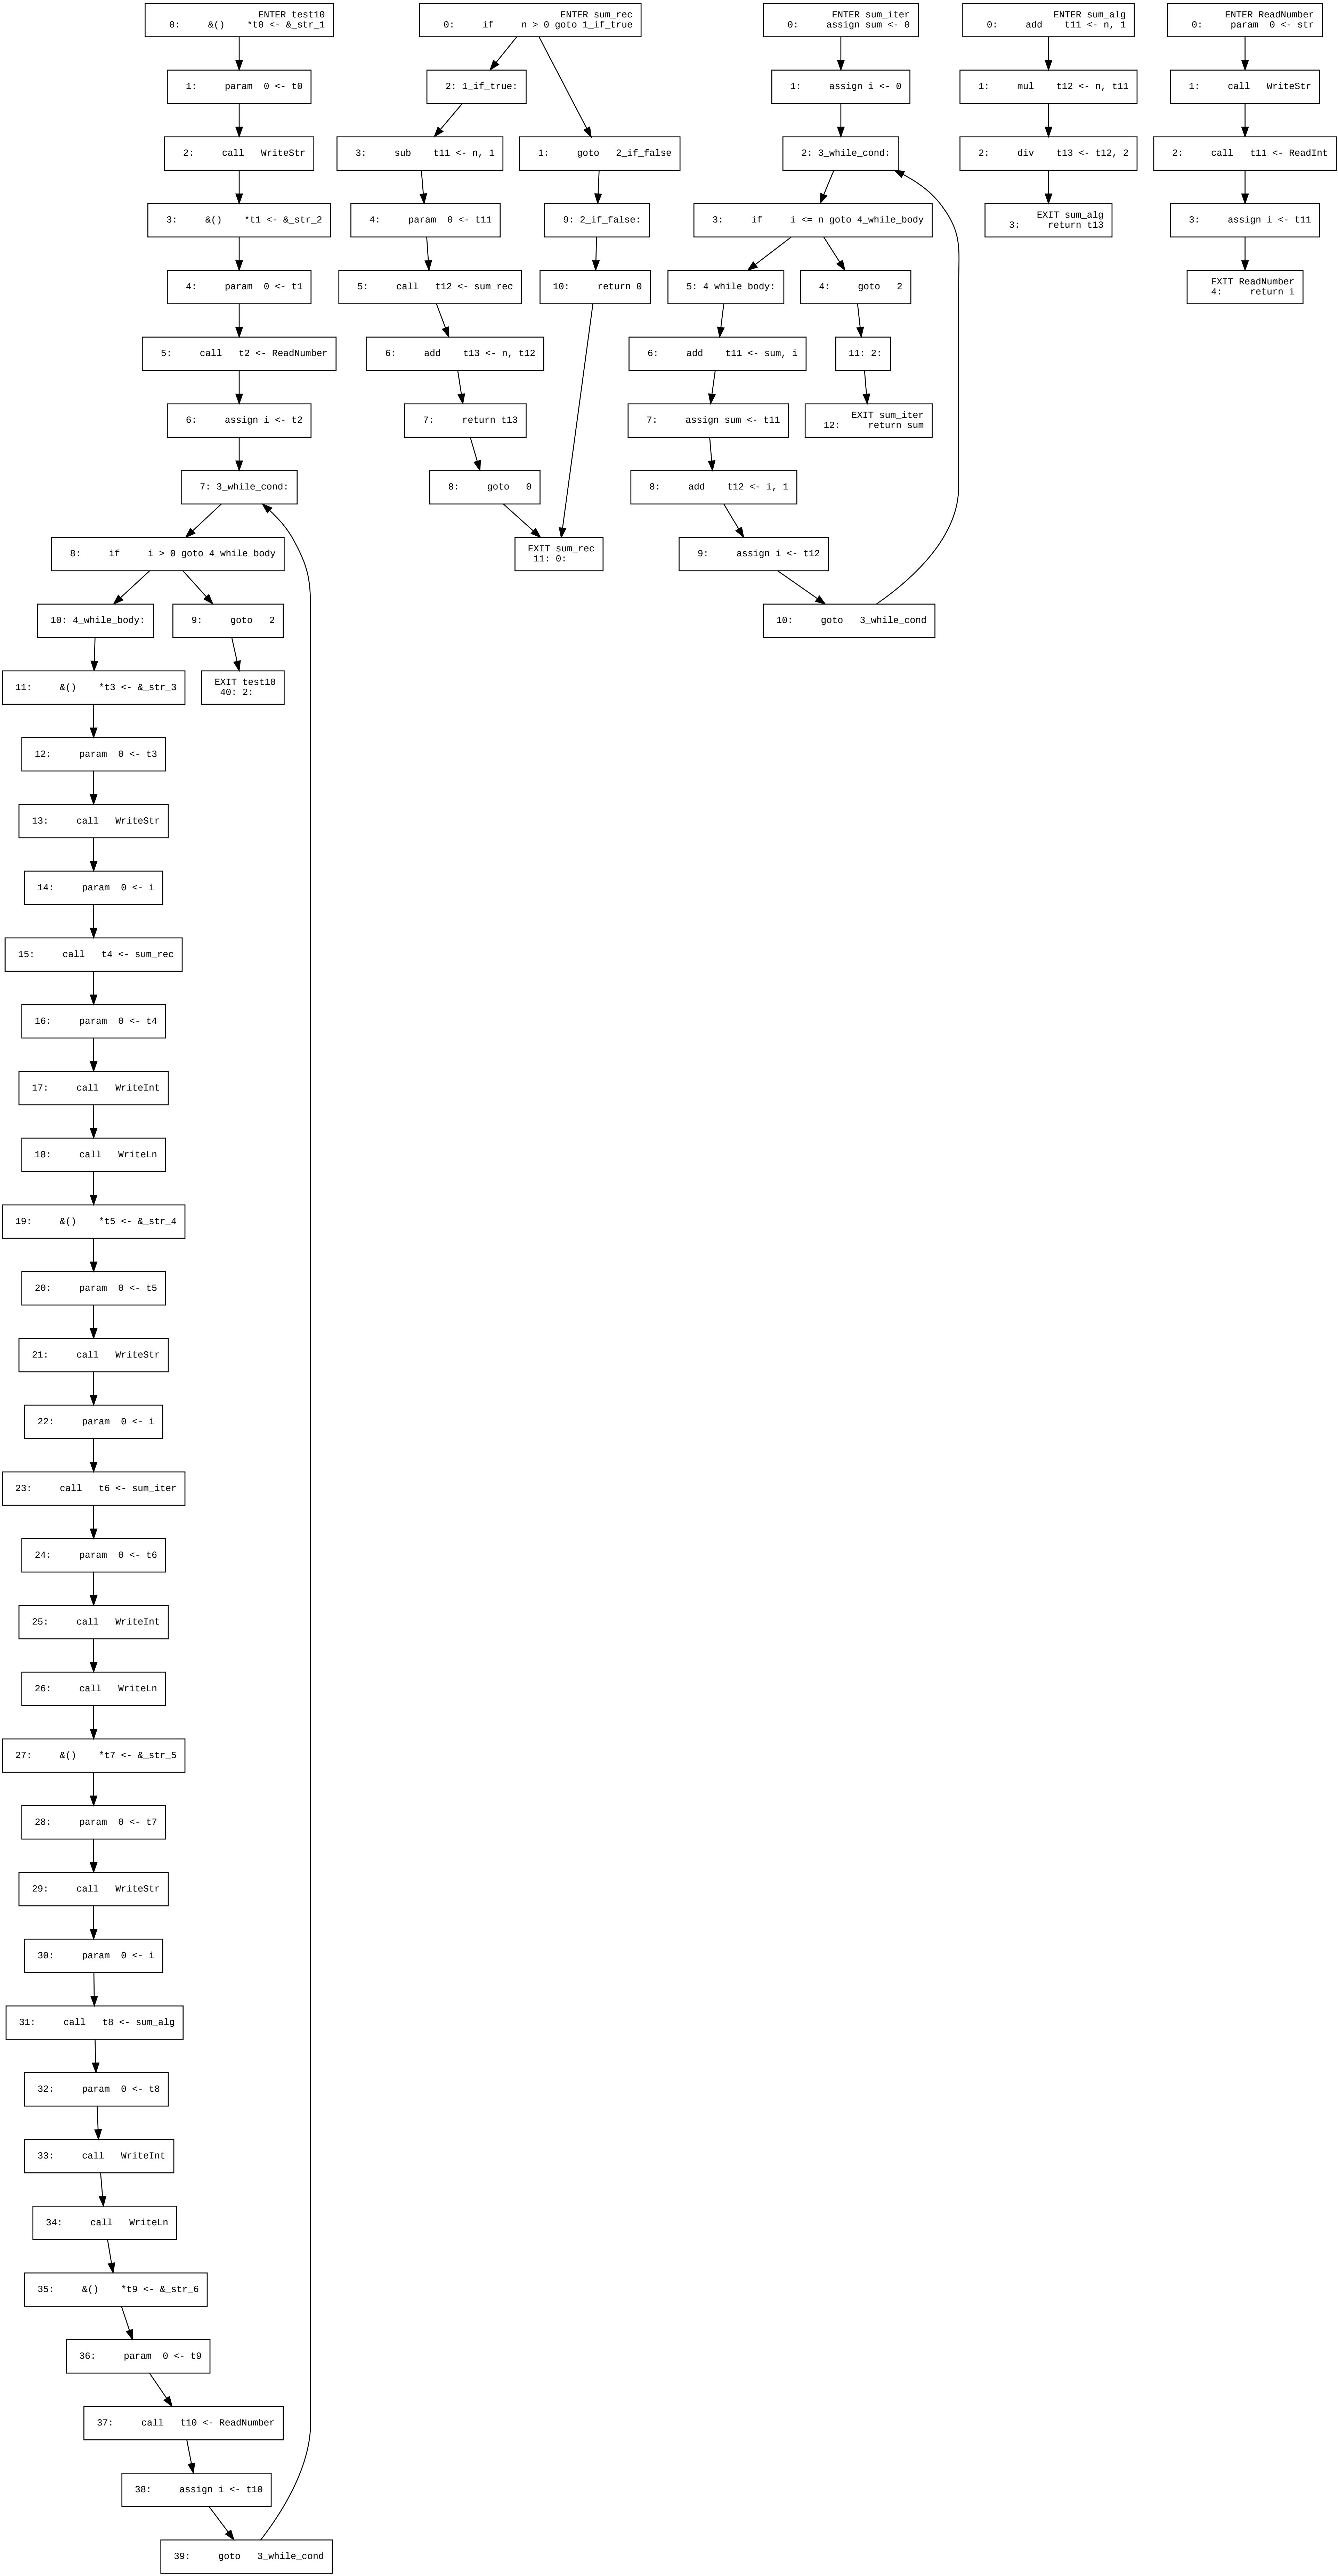 ENTER test10
0:     &()    *t0 <- &_str_1
1:     param  0 <- t0
2:     call   WriteStr
3:     &()    *t1 <- &_str_2
4:     param  0 <- t1
5:     call   t2 <- ReadNumber
6:     assign i <- t2
7: 3_while_cond:
8:     if     i > 0 goto 4_while_body
10: 4_while_body:
9:     goto   2
11:     &()    *t3 <- &_str_3
EXIT test10
40: 2:
12:     param  0 <- t3
13:     call   WriteStr
14:     param  0 <- i
15:     call   t4 <- sum_rec
16:     param  0 <- t4
17:     call   WriteInt
18:     call   WriteLn
19:     &()    *t5 <- &_str_4
20:     param  0 <- t5
21:     call   WriteStr
22:     param  0 <- i
23:     call   t6 <- sum_iter
24:     param  0 <- t6
25:     call   WriteInt
26:     call   WriteLn
27:     &()    *t7 <- &_str_5
28:     param  0 <- t7
29:     call   WriteStr
30:     param  0 <- i
31:     call   t8 <- sum_alg
32:     param  0 <- t8
33:     call   WriteInt
34:     call   WriteLn
35:     &()    *t9 <- &_str_6
36:     param  0 <- t9
37:     call   t10 <- ReadNumber
38:     assign i <- t10
39:     goto   3_while_cond
ENTER sum_rec
0:     if     n > 0 goto 1_if_true
2: 1_if_true:
3:     sub    t11 <- n, 1
1:     goto   2_if_false
4:     param  0 <- t11
9: 2_if_false:
5:     call   t12 <- sum_rec
10:     return 0
6:     add    t13 <- n, t12
7:     return t13
8:     goto   0
EXIT sum_rec
11: 0:
ENTER sum_iter
0:     assign sum <- 0
1:     assign i <- 0
2: 3_while_cond:
3:     if     i <= n goto 4_while_body
5: 4_while_body:
4:     goto   2
6:     add    t11 <- sum, i
11: 2:
7:     assign sum <- t11
EXIT sum_iter
12:     return sum
8:     add    t12 <- i, 1
9:     assign i <- t12
10:     goto   3_while_cond
ENTER sum_alg
0:     add    t11 <- n, 1
1:     mul    t12 <- n, t11
2:     div    t13 <- t12, 2
EXIT sum_alg
3:     return t13
ENTER ReadNumber
0:     param  0 <- str
1:     call   WriteStr
2:     call   t11 <- ReadInt
3:     assign i <- t11
EXIT ReadNumber
4:     return i